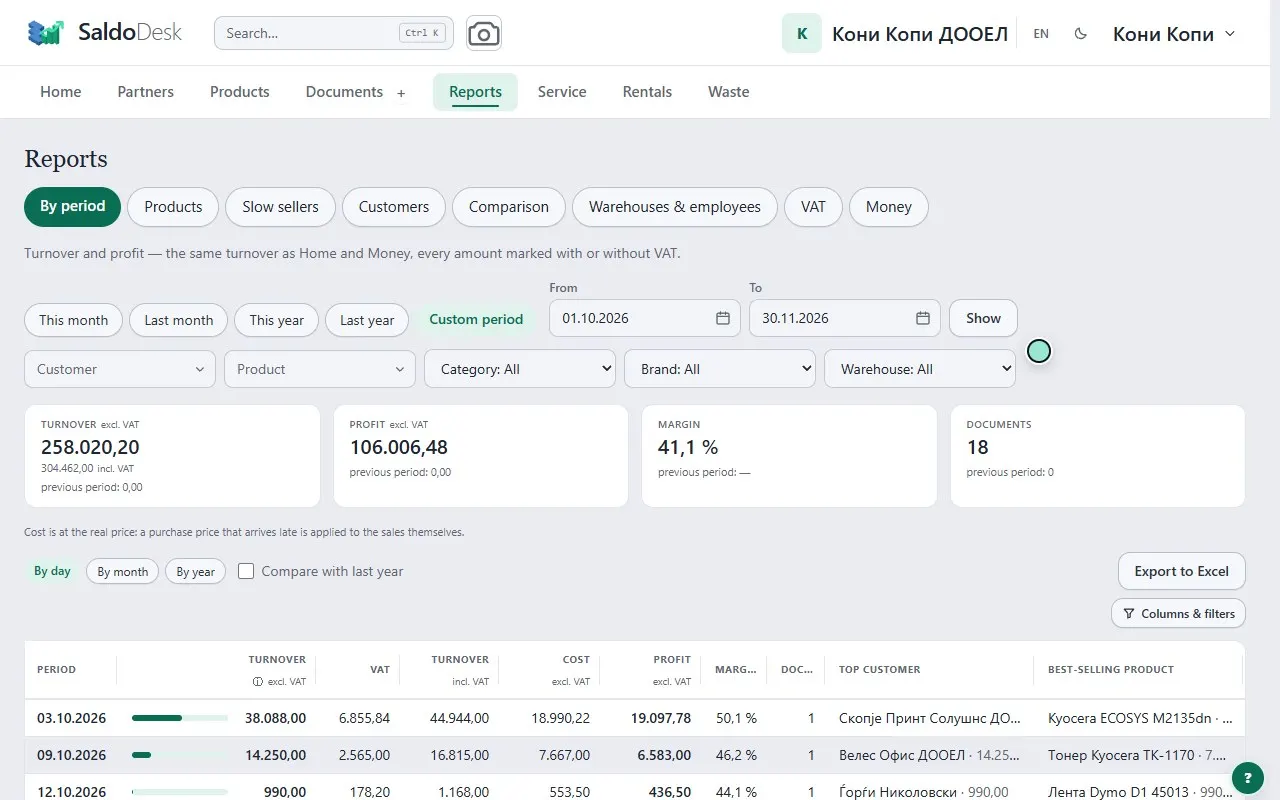 SaldoDesk
Search... Ctrl K
K Кони Копи ДООЕЛ EN Кони Копи
Home Partners Products Documents + Reports Service Rentals Waste
Reports
By period Products Slow sellers Customers Comparison Warehouses & employees VAT Money
Turnover and profit — the same turnover as Home and Money, every amount marked with or without VAT.
From To
This month Last month This year Last year Custom period 01.10.2026 30.11.2026 Show
Customer Product Category: All Brand: All Warehouse: All
TURNOVER excl. VAT PROFIT excl. VAT MARGIN DOCUMENTS
258.020,20 106.006,48 41,1 % 18
304.462,00 incl. VAT previous period: 0,00 previous period: — previous period: 0
previous period: 0,00
Cost is at the real price: a purchase price that arrives late is applied to the sales themselves.
By day By month By year Compare with last year Export to Excel
Columns & filters
PERIOD TURNOVER excl. VAT VAT TURNOVER incl. VAT COST excl. VAT PROFIT excl. VAT MARG... DOC... TOP CUSTOMER BEST-SELLING PRODUCT
03.10.2026 38.088,00 6.855,84 44.944,00 18.990,22 19.097,78 50,1 % 1 Скопје Принт Солушнс ДО... Kyocera ECOSYS M2135dn · ...
09.10.2026 14.250,00 2.565,00 16.815,00 7.667,00 6.583,00 46,2 % 1 Велес Офис ДООЕЛ · 14.25... Тонер Kyocera TK-1170 · 7....
12.10.2026 990,00 178,20 1.168,00 553,50 436,50 44,1 % 1 Ѓорѓи Николовски · 990,00 Лента Dymo D1 45013 · 990...
?